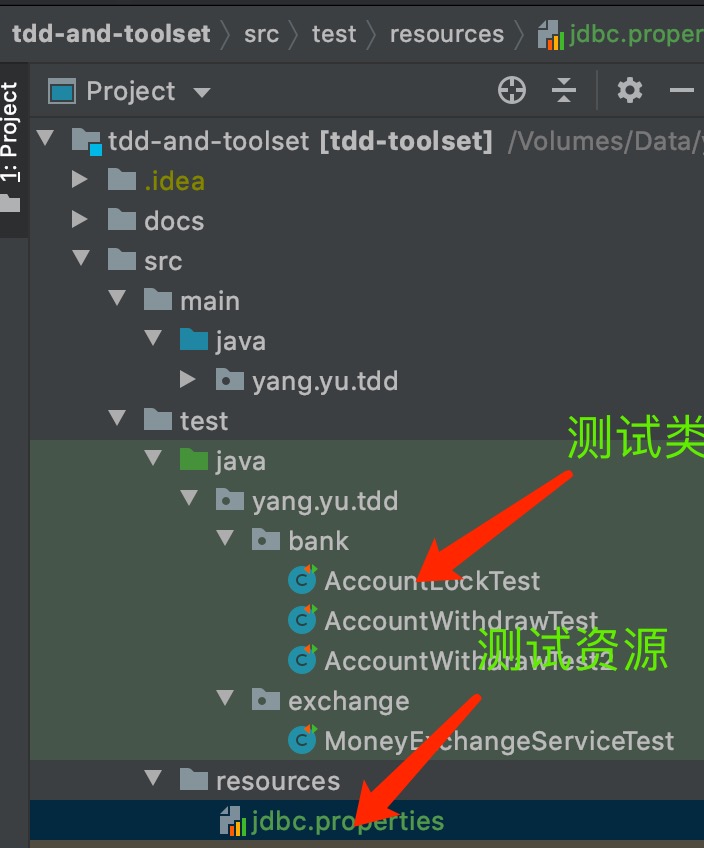 tdd-and-toolset src test resources jdbc.proper
1: Project
Project
tdd-and-toolset [tdd-toolset] /Volumes/Data/y
.idea
docs
src
main
java
yang.yu.tdd
test
测试类
java
yang.yu.tdd
bank
AccountLockTest
AccountWithdrawTest
测试资源
AccountWithdrawTest2
exchange
MoneyExchangeServiceTest
resources
jdbc.properties